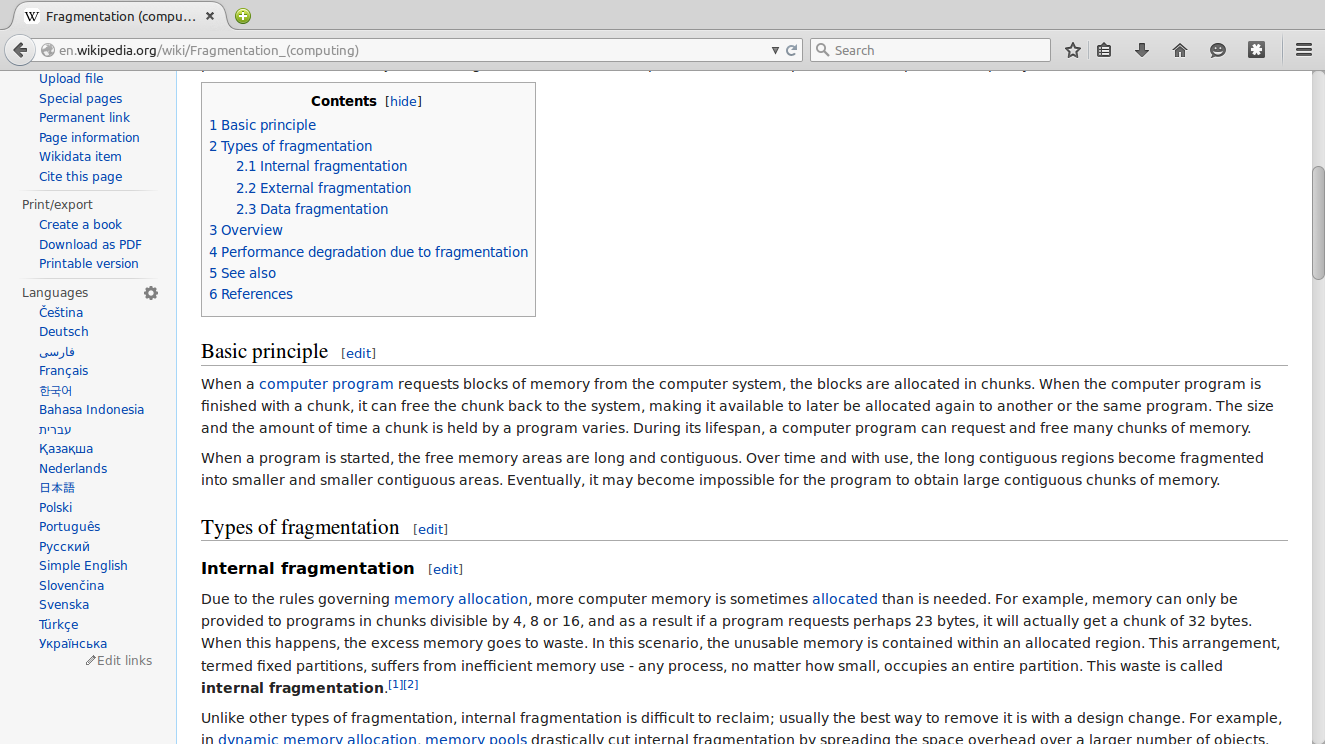 Fragmentation (compu...
en.wikipedia.org/wiki/Fragmentation_(computing)
Search
Upload file
Special pages
Permanent link
Page information
Wikidata item
Cite this page
Print/export
Create a book
Download as PDF
Printable version
Languages
Čeština
Deutsch
فارسی
Français
한국어
Bahasa Indonesia
עברית
Қазақша
Nederlands
日本語
Polski
Português
Русский
Simple English
Slovenčina
Svenska
Türkçe
Українська
Edit links
Contents [hide]
1 Basic principle
2 Types of fragmentation
2.1 Internal fragmentation
2.2 External fragmentation
2.3 Data fragmentation
3 Overview
4 Performance degradation due to fragmentation
5 See also
6 References
Basic principle [edit]
When a computer program requests blocks of memory from the computer system, the blocks are allocated in chunks. When the computer program is
finished with a chunk, it can free the chunk back to the system, making it available to later be allocated again to another or the same program. The size
and the amount of time a chunk is held by a program varies. During its lifespan, a computer program can request and free many chunks of memory.
When a program is started, the free memory areas are long and contiguous. Over time and with use, the long contiguous regions become fragmented
into smaller and smaller contiguous areas. Eventually, it may become impossible for the program to obtain large contiguous chunks of memory.
Types of fragmentation [edit]
Internal fragmentation [edit]
Due to the rules governing memory allocation, more computer memory is sometimes allocated than is needed. For example, memory can only be
provided to programs in chunks divisible by 4, 8 or 16, and as a result if a program requests perhaps 23 bytes, it will actually get a chunk of 32 bytes.
When this happens, the excess memory goes to waste. In this scenario, the unusable memory is contained within an allocated region. This arrangement,
termed fixed partitions, suffers from inefficient memory use - any process, no matter how small, occupies an entire partition. This waste is called
internal fragmentation.[1][2]
Unlike other types of fragmentation, internal fragmentation is difficult to reclaim; usually the best way to remove it is with a design change. For example,
in dynamic memory allocation, memory pools drastically cut internal fragmentation by spreading the space overhead over a larger number of objects.